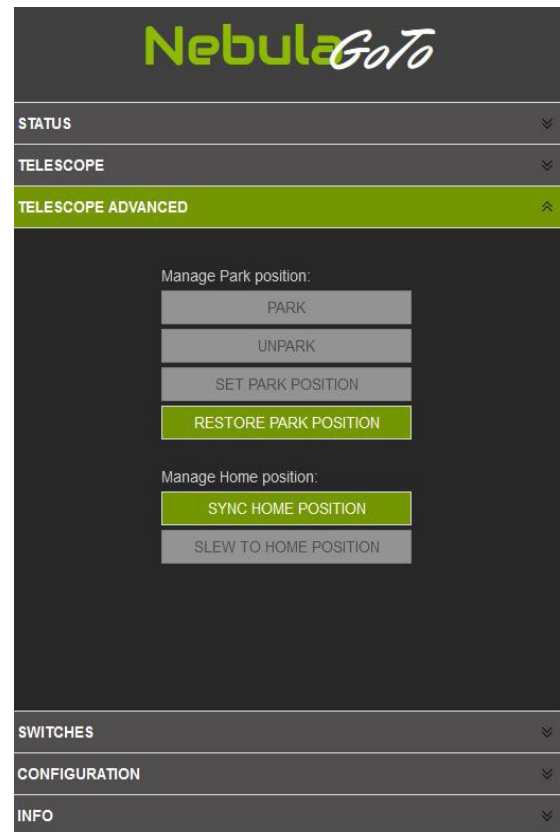 NebulaGoTo
STATUS
TELESCOPE
TELESCOPE ADVANCED
Manage Park position:
PARK
UNPARK
SET PARK POSITION
RESTORE PARK POSITION
Manage Home position:
SYNC HOME POSITION
SLEW TO HOME POSITION
SWITCHES
CONFIGURATION
INFO